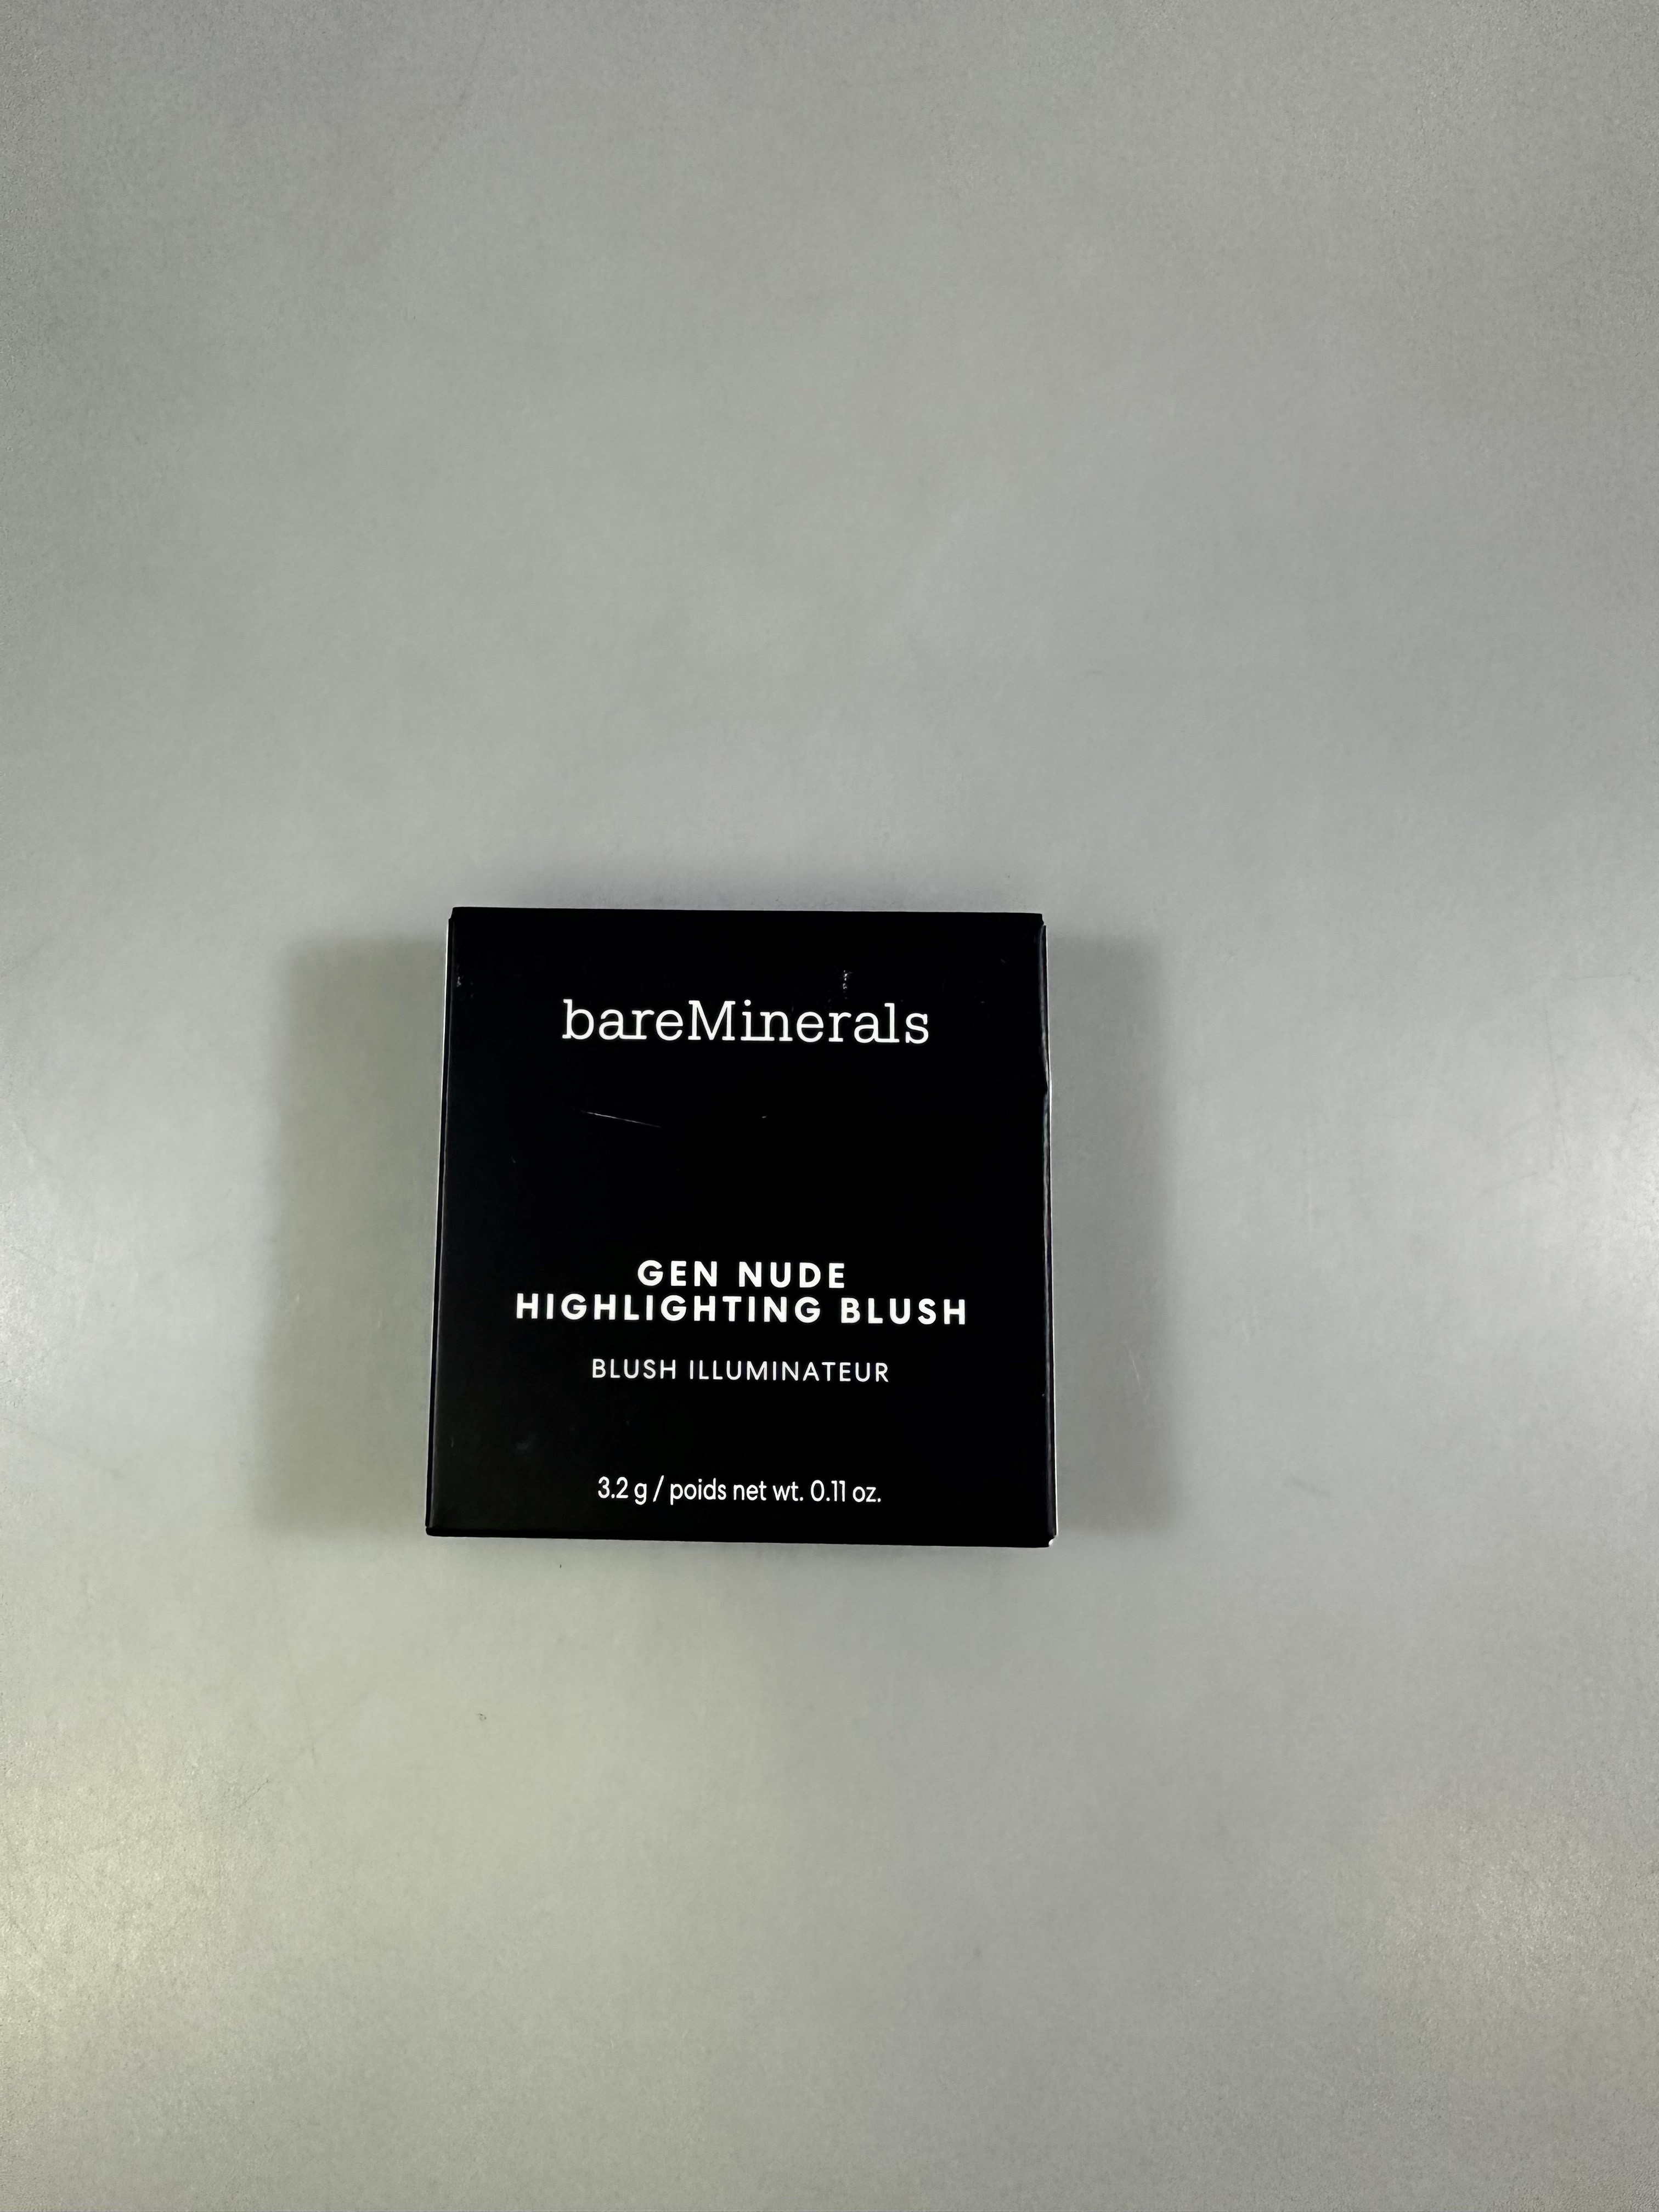 bareMinerals
GEN NUDE
HIGHLIGHTING BLUSH
BLUSH ILLUMINATEUR
3.2 g / poids net wt. 0.11 oz.